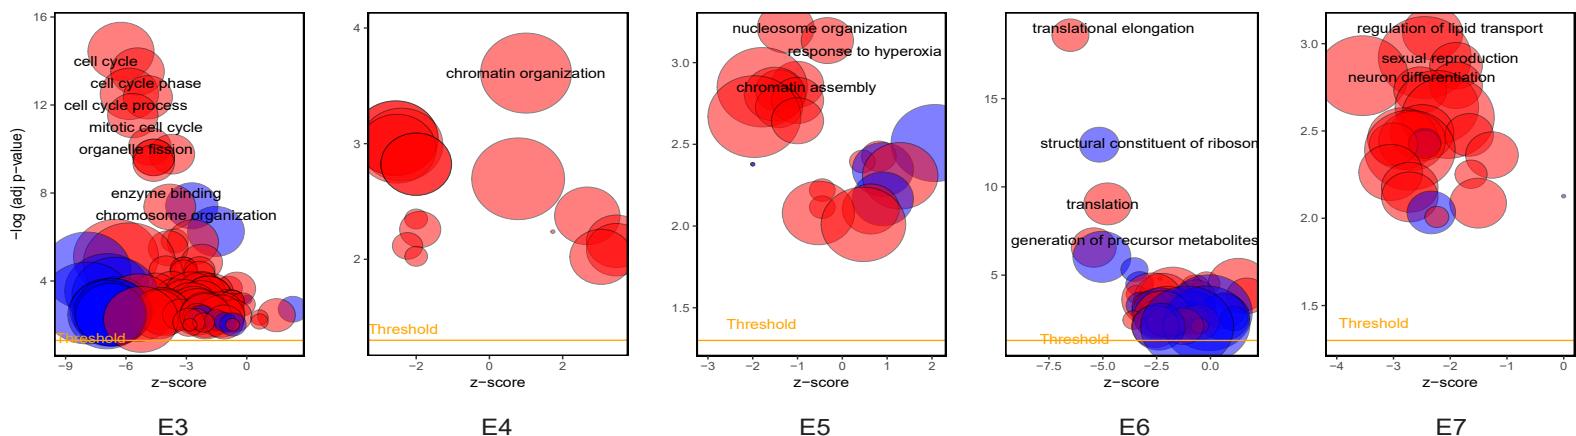 −log (adj p−value)
16
12
8
4
cell cycle
cell cycle phase
cell cycle process
mitotic cell cycle
organelle fission
enzyme binding
chromosome organization
Threshold
−9
−6
−3
0
z−score
E3
4
3
2
chromatin organization
Threshold
−2
0
2
z−score
E4
3.0
2.5
2.0
1.5
nucleosome organization
response to hyperoxia
chromatin assembly
Threshold
−3
−2
−1
0
1
2
z−score
E5
15
10
5
translational elongation
structural constituent of riboson
translation
generation of precursor metabolites
Threshold
−7.5
−5.0
−2.5
0.0
z−score
E6
3.0
2.5
2.0
1.5
regulation of lipid transport
sexual reproduction
neuron differentiation
Threshold
−4
−3
−2
−1
0
z−score
E7